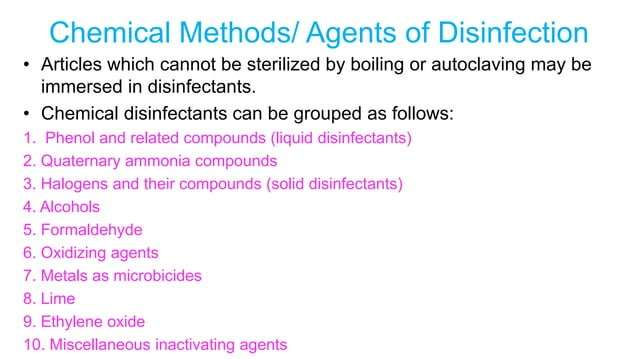 Chemical Methods/ Agents of Disinfection
• Articles which cannot be sterilized by boiling or autoclaving may be
immersed in disinfectants.
• Chemical disinfectants can be grouped as follows:
1. Phenol and related compounds (liquid disinfectants)
2. Quaternary ammonia compounds
3. Halogens and their compounds (solid disinfectants)
4. Alcohols
5. Formaldehyde
6. Oxidizing agents
7. Metals as microbicides
8. Lime
9. Ethylene oxide
10. Miscellaneous inactivating agents